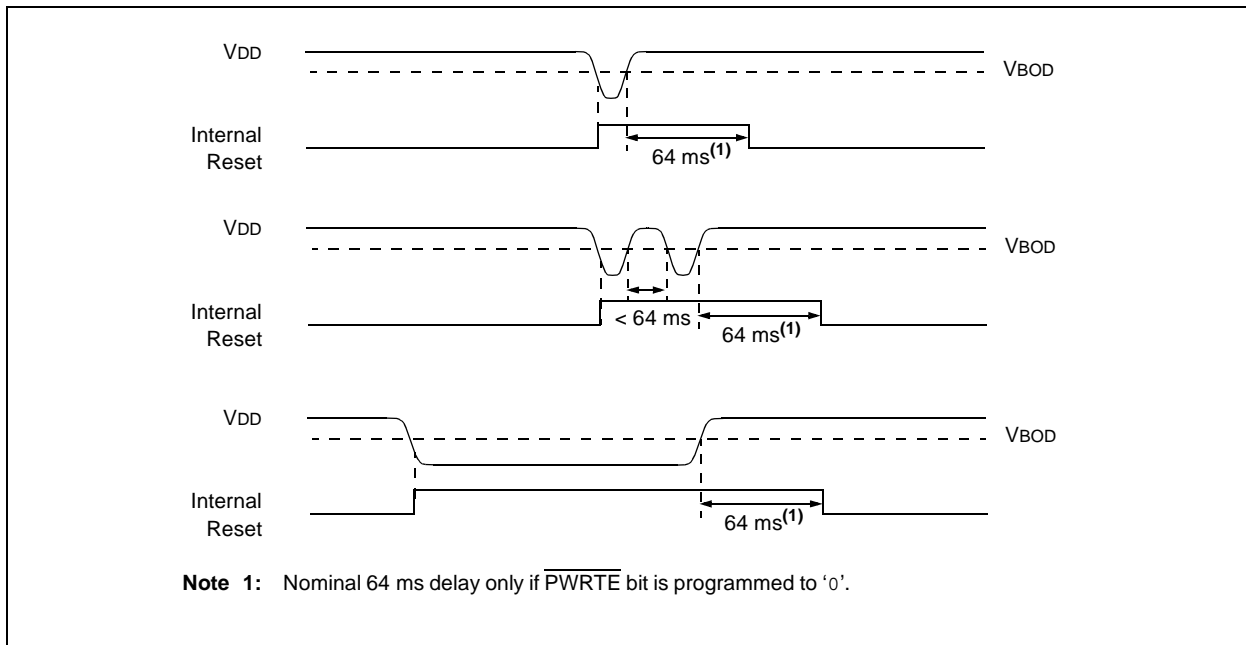 VDD
VBOD
Internal
Reset
64 ms(1)
VDD
VBOD
Internal
Reset
< 64 ms
64 ms(1)
VDD
VBOD
Internal
Reset
64 ms(1)
Note 1: Nominal 64 ms delay only if P̅W̅R̅T̅E̅ bit is programmed to ‘0’.